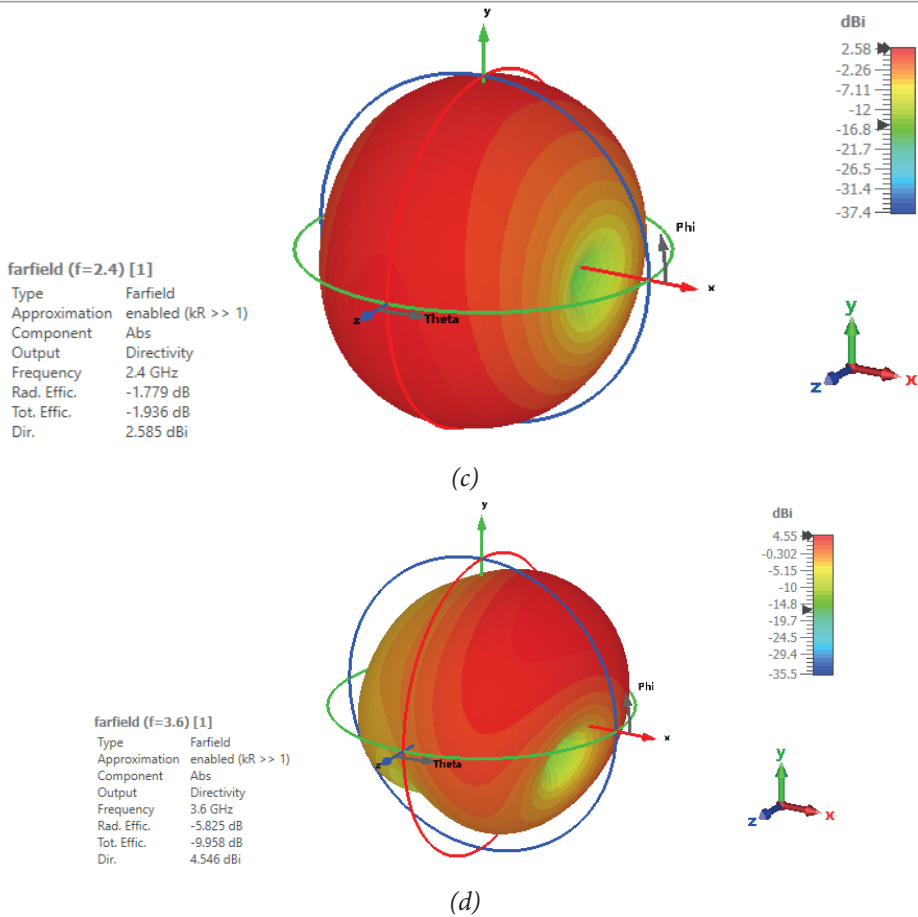 y
dBi
2.58
-2.26
-7.11
-12
-16.8
-21.7
-26.5
-31.4
-37.4
Phi
x
z
Theta
farfield (f=2.4) [1]
Type Farfield
Approximation enabled (kR >> 1)
Component Abs
Output Directivity
Frequency 2.4 GHz
Rad. Effic. -1.779 dB
Tot. Effic. -1.936 dB
Dir. 2.585 dBi
y
z x
(c)
y
dBi
4.55
-0.302
-5.15
-10
-14.8
-19.7
-24.5
-29.4
-35.5
Phi
x
z
Theta
farfield (f=3.6) [1]
Type Farfield
Approximation enabled (kR >> 1)
Component Abs
Output Directivity
Frequency 3.6 GHz
Rad. Effic. -5.825 dB
Tot. Effic. -9.958 dB
Dir. 4.546 dBi
y
z x
(d)